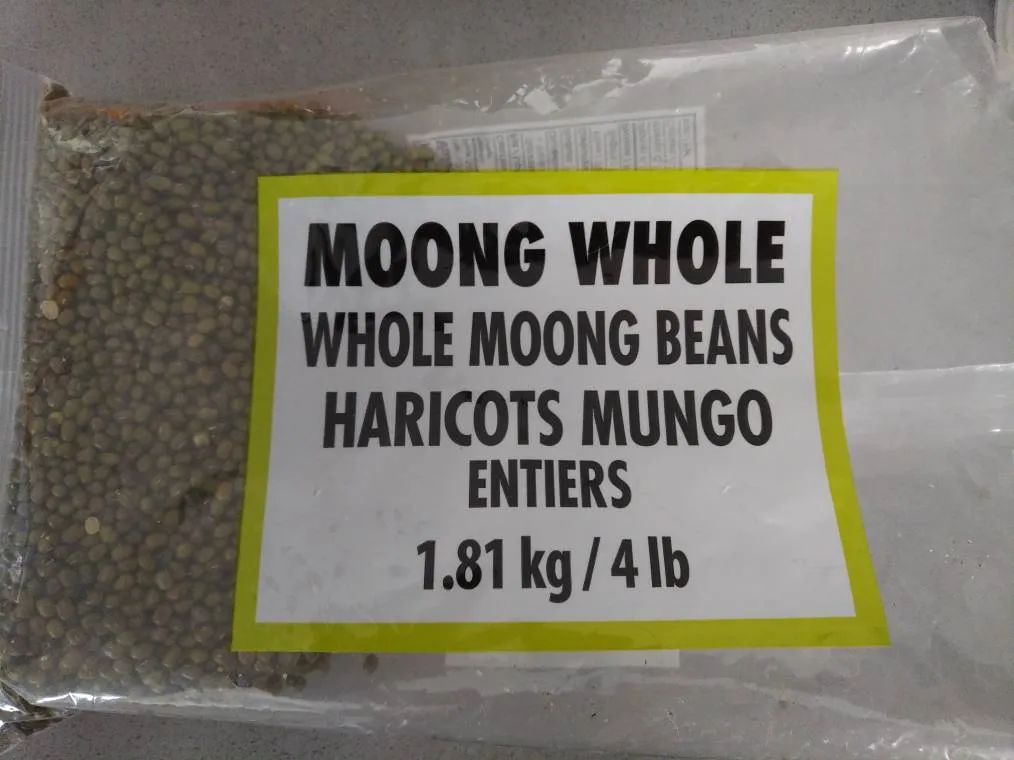 MOONG WHOLE
WHOLE MOONG BEANS
HARICOTS MUNGO
ENTIERS
1.81 kg / 4 lb